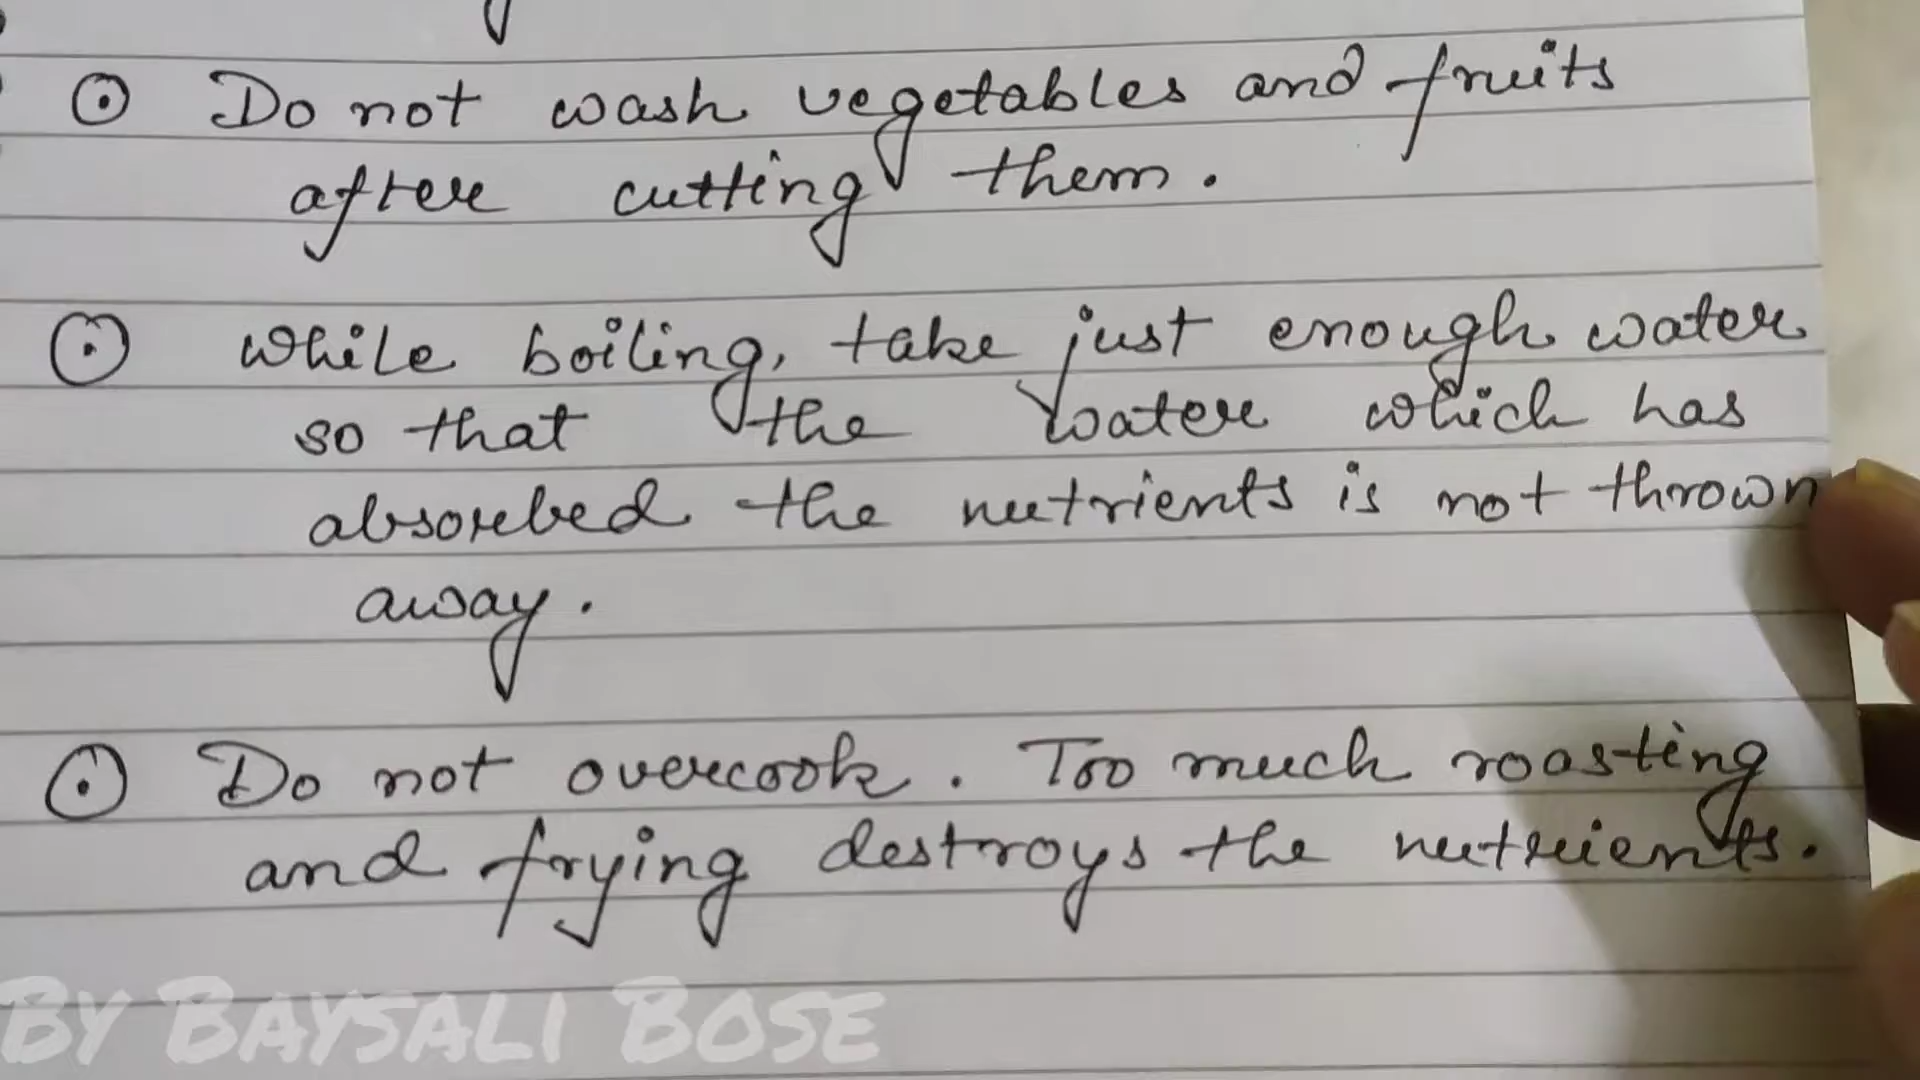 Do not wash vegetables and fruits
after cutting them.
While boiling, take just enough water
so that the water which has
absorbed the nutrients is not thrown
away.
Do not overcook. Too much roasting
and frying destroys the nutrients.
By Baysali Bose